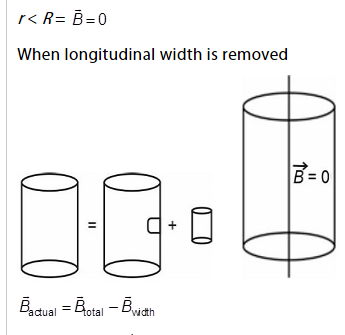 r < R = B̄ = 0
When longitudinal width is removed
B⃗ = 0
= +
B̄actual = B̄total − B̄width